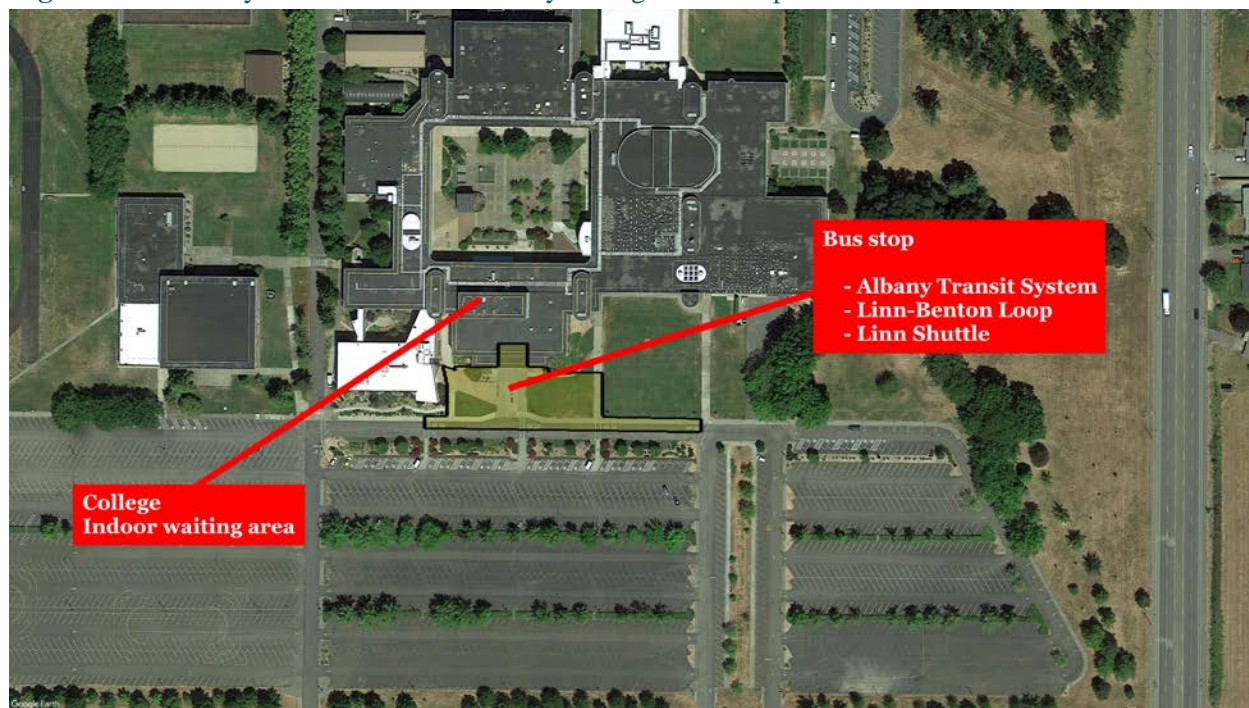 Bus stop
- Albany Transit System
- Linn-Benton Loop
- Linn Shuttle
College
Indoor waiting area
Google Earth